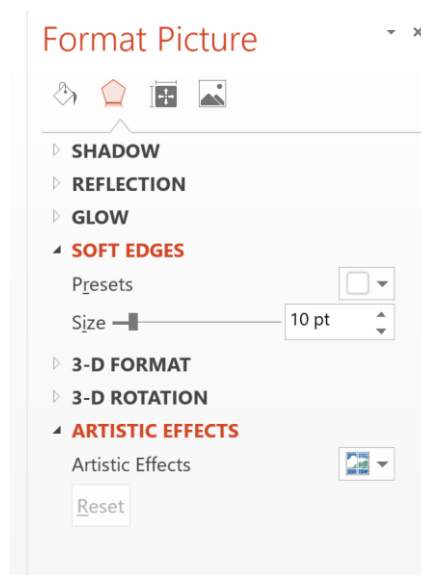 Format Picture
SHADOW
REFLECTION
GLOW
SOFT EDGES
Presets
Size 10 pt
3-D FORMAT
3-D ROTATION
ARTISTIC EFFECTS
Artistic Effects
Reset